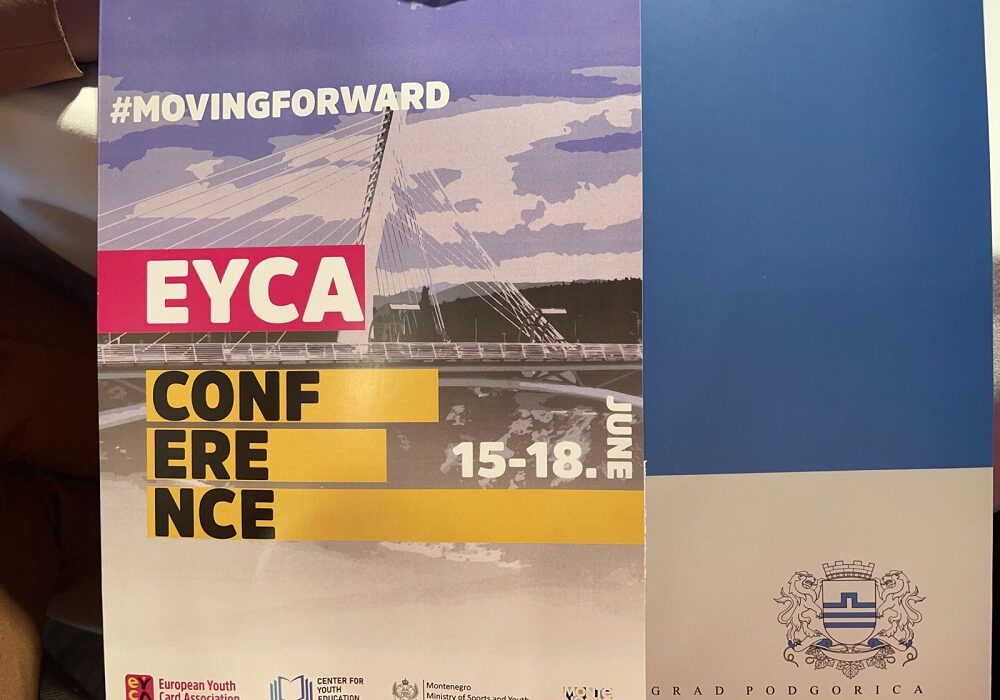 #MOVINGFORWARD
EYCA
CONF
ERE
NCE
15-18.
JUNE
eyca
European Youth
Card Association
CENTER FOR
YOUTH
EDUCATION
Montenegro
Ministry of Sports and Youth
GRAD PODGORICA